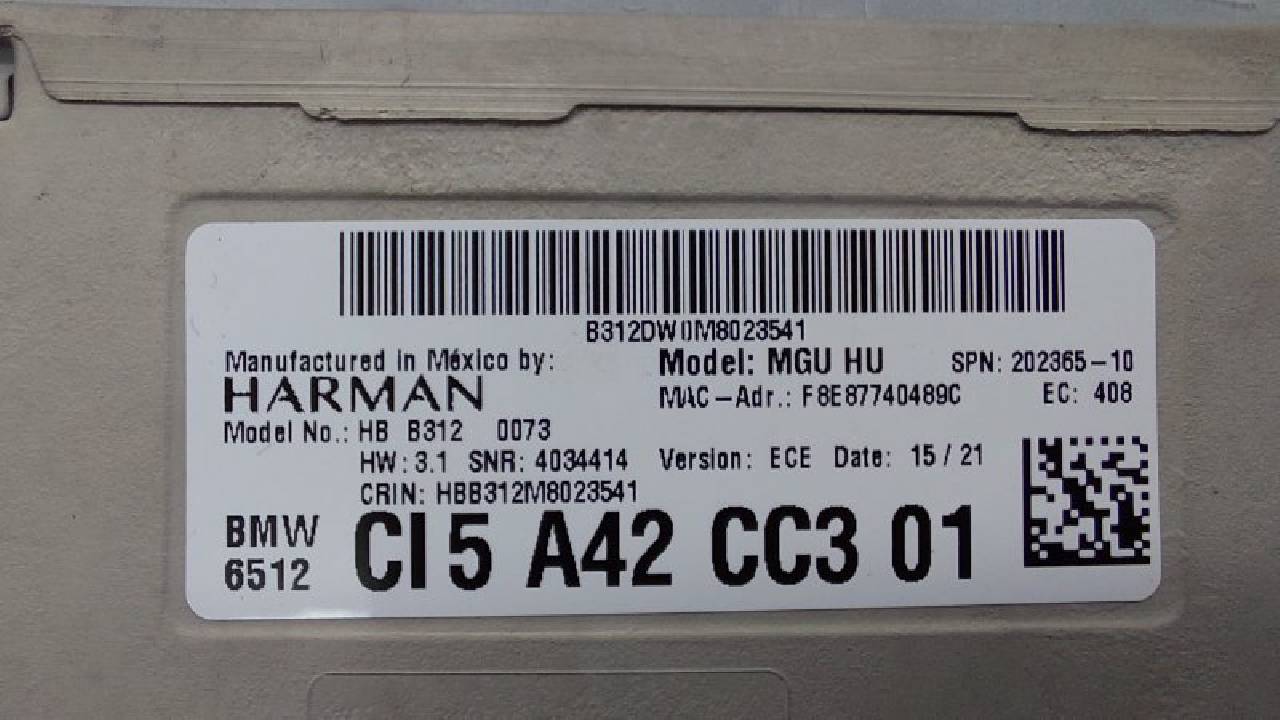 B312DW0M8023541
Manufactured in México by: Model: MGU HU SPN: 202365-10
HARMAN MAC-Adr.: F8E87740489C EC: 408
Model No.: HB B312 0073
HW: 3.1 SNR: 4034414 Version: ECE Date: 15/21
CRIN: HBB312M8023541
BMW CI 5 A42 CC3 01
6512